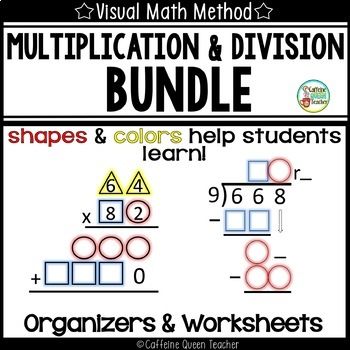 ☆ Visual Math Method ☆
MULTIPLICATION & DIVISION
BUNDLE
Caffeine
QUEEN
Teacher
shapes & colors help students
learn!
6 4
x 8 2
+ 0
r_
9) 6 6 8
-
-
Organizers & Worksheets
©Caffeine Queen Teacher